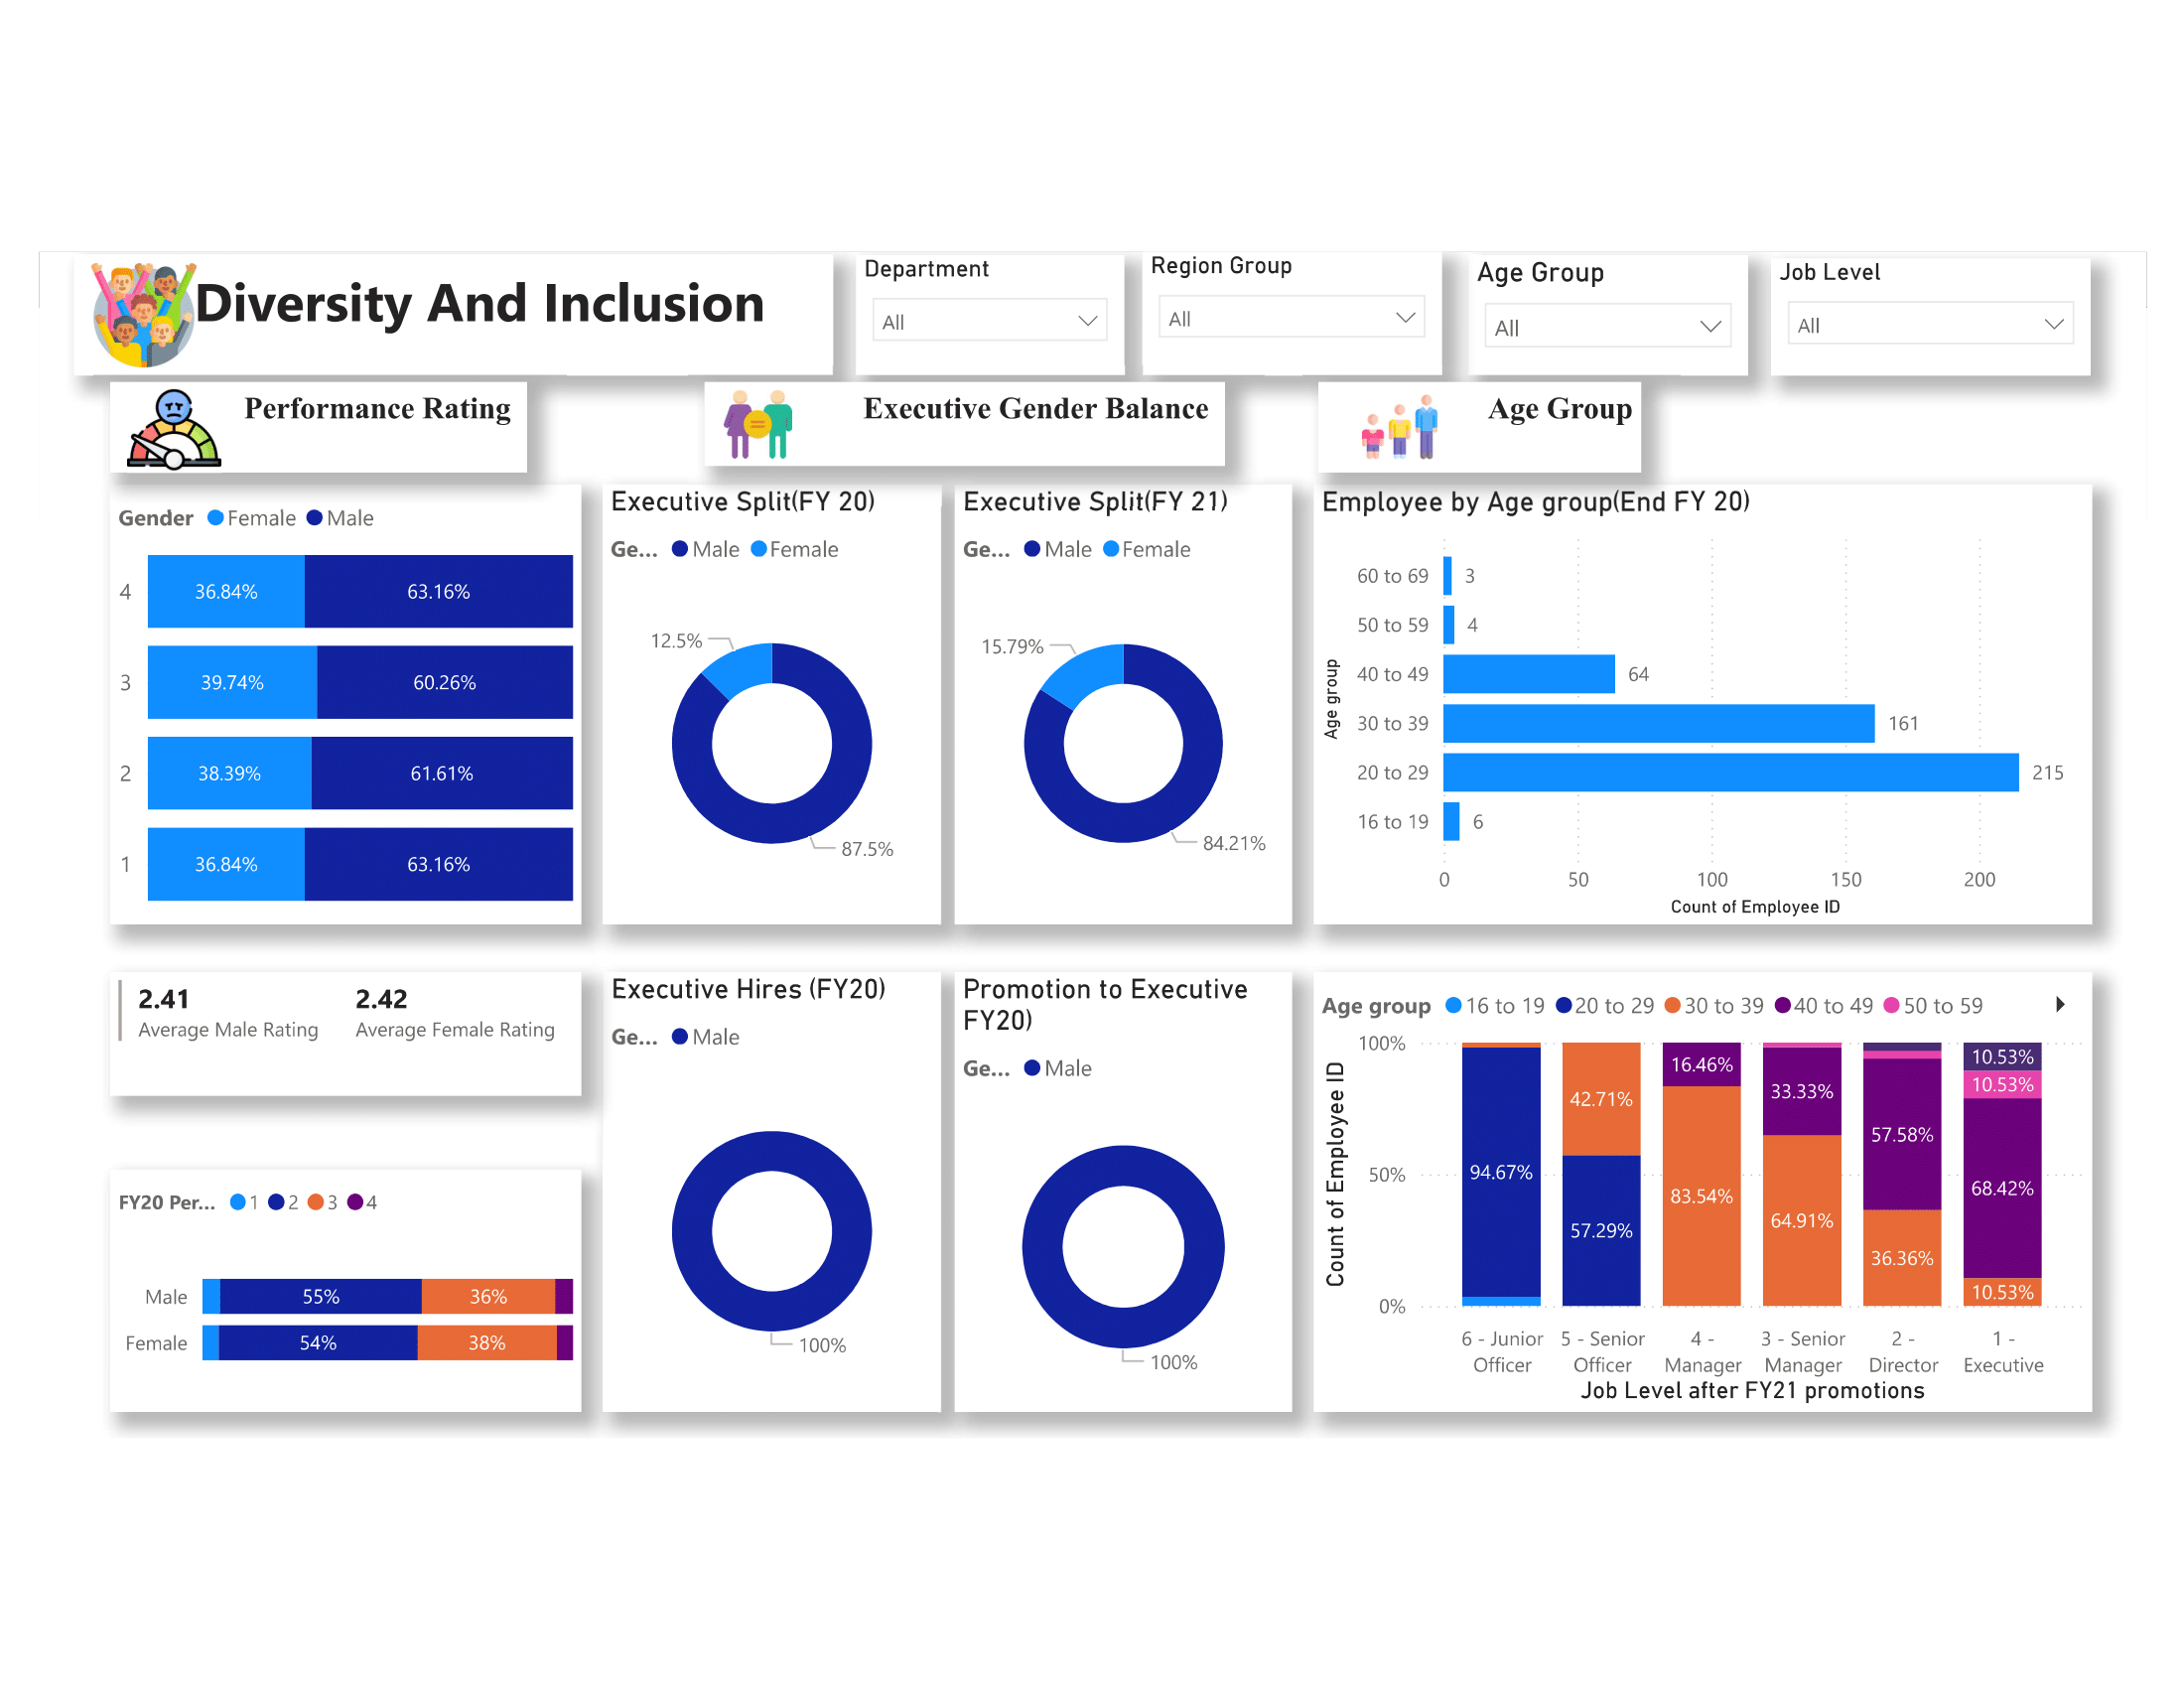 Diversity And Inclusion
Department
All
Region Group
All
Age Group
All
Job Level
All
Performance Rating
Executive Gender Balance
Age Group
Gender Female Male
4 36.84% 63.16%
3 39.74% 60.26%
2 38.39% 61.61%
1 36.84% 63.16%
Executive Split(FY 20)
Ge... Male Female
12.5%
87.5%
Executive Split(FY 21)
Ge... Male Female
15.79%
84.21%
Employee by Age group(End FY 20)
Age group
60 to 69 3
50 to 59 4
40 to 49 64
30 to 39 161
20 to 29 215
16 to 19 6
0 50 100 150 200
Count of Employee ID
2.41 2.42
Average Male Rating Average Female Rating
FY20 Per... 1 2 3 4
Male 55% 36%
Female 54% 38%
Executive Hires (FY20)
Ge... Male
100%
Promotion to Executive
FY20)
Ge... Male
100%
Age group 16 to 19 20 to 29 30 to 39 40 to 49 50 to 59
Count of Employee ID
100%
50%
0%
94.67%
42.71%
57.29%
16.46%
83.54%
33.33%
64.91%
57.58%
36.36%
10.53%
10.53%
68.42%
10.53%
6 - Junior Officer
5 - Senior Officer
4 - Manager
3 - Senior Manager
2 - Director
1 - Executive
Job Level after FY21 promotions